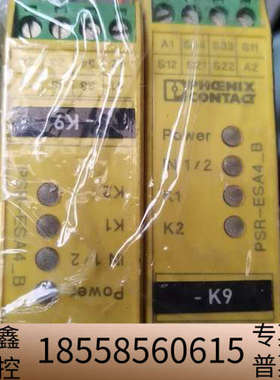 A1 S34 S33 S11
S12 S21 S22 A2
PHOENIX
CONTACT
Power
IN 1/2
K1
K2
PSR-ESA4_B
-K9
-K9
K2
K1
IN 1/2
Power
PSR-ESA4_B
鑫
控
18558560615
专
普